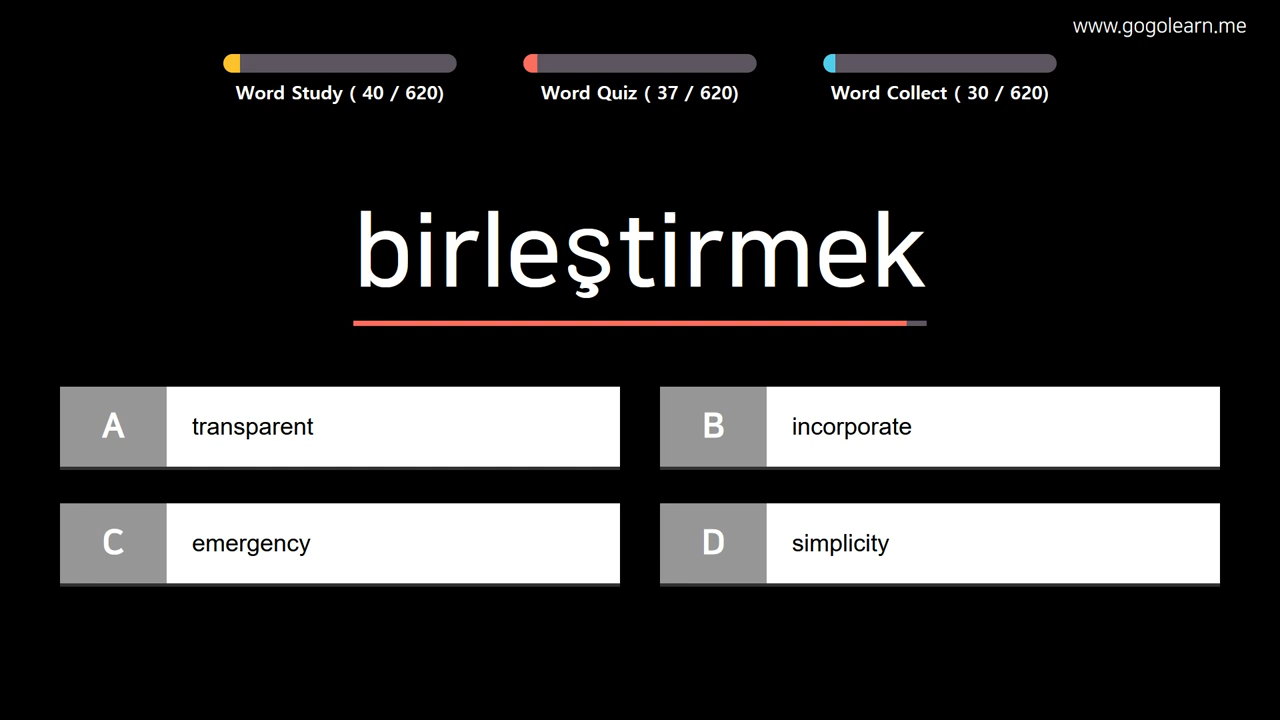 www.gogolearn.me
Word Study ( 40 / 620)
Word Quiz ( 37 / 620)
Word Collect ( 30 / 620)
birleştirmek
A transparent
B incorporate
C emergency
D simplicity